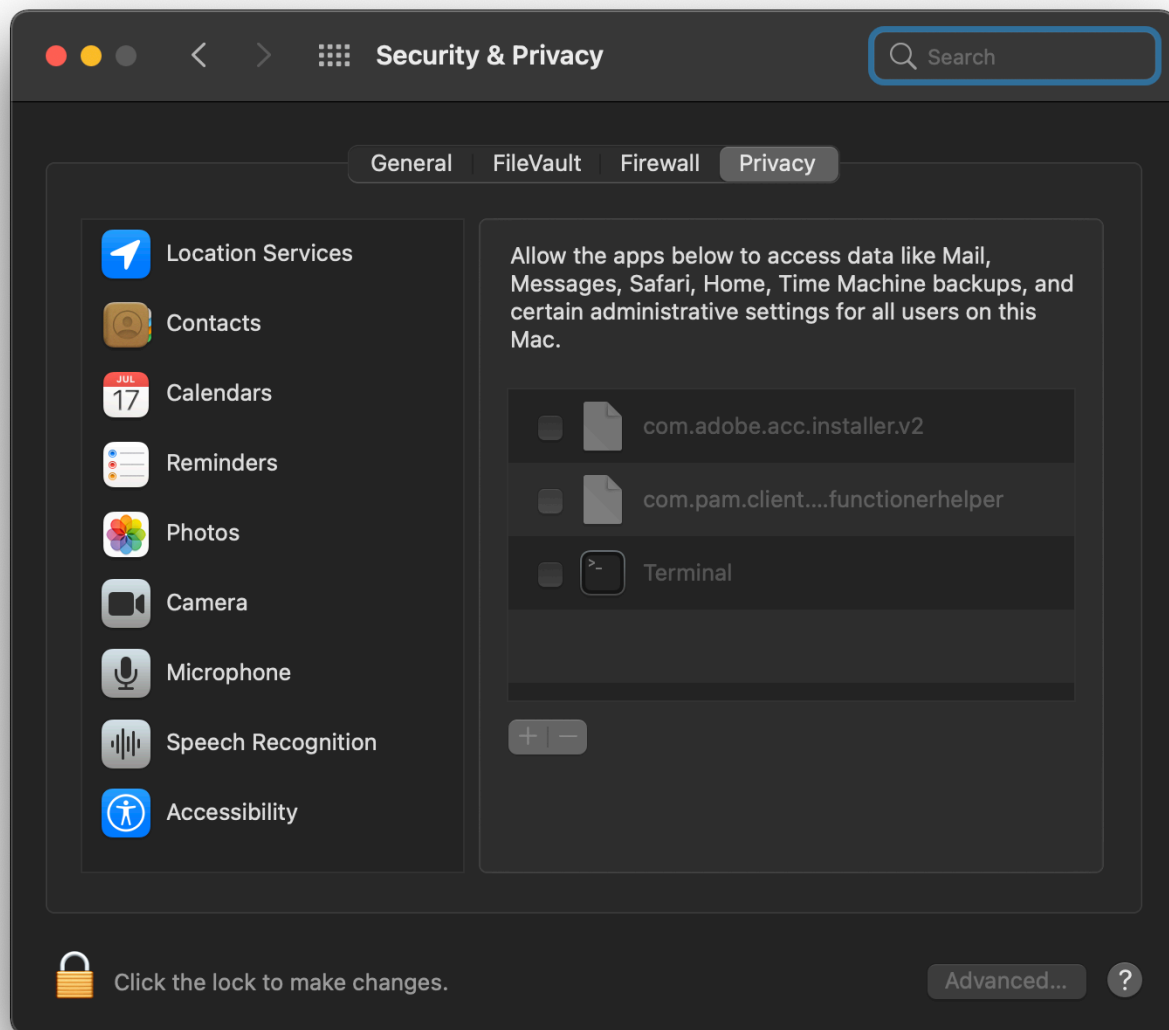 Security & Privacy
Search
General
FileVault
Firewall
Privacy
Location Services
Contacts
JUL
17
Calendars
Reminders
Photos
Camera
Microphone
Speech Recognition
Accessibility
Allow the apps below to access data like Mail,
Messages, Safari, Home, Time Machine backups, and
certain administrative settings for all users on this
Mac.
com.adobe.acc.installer.v2
com.pam.client....functionerhelper
>_
Terminal
Click the lock to make changes.
Advanced...
?